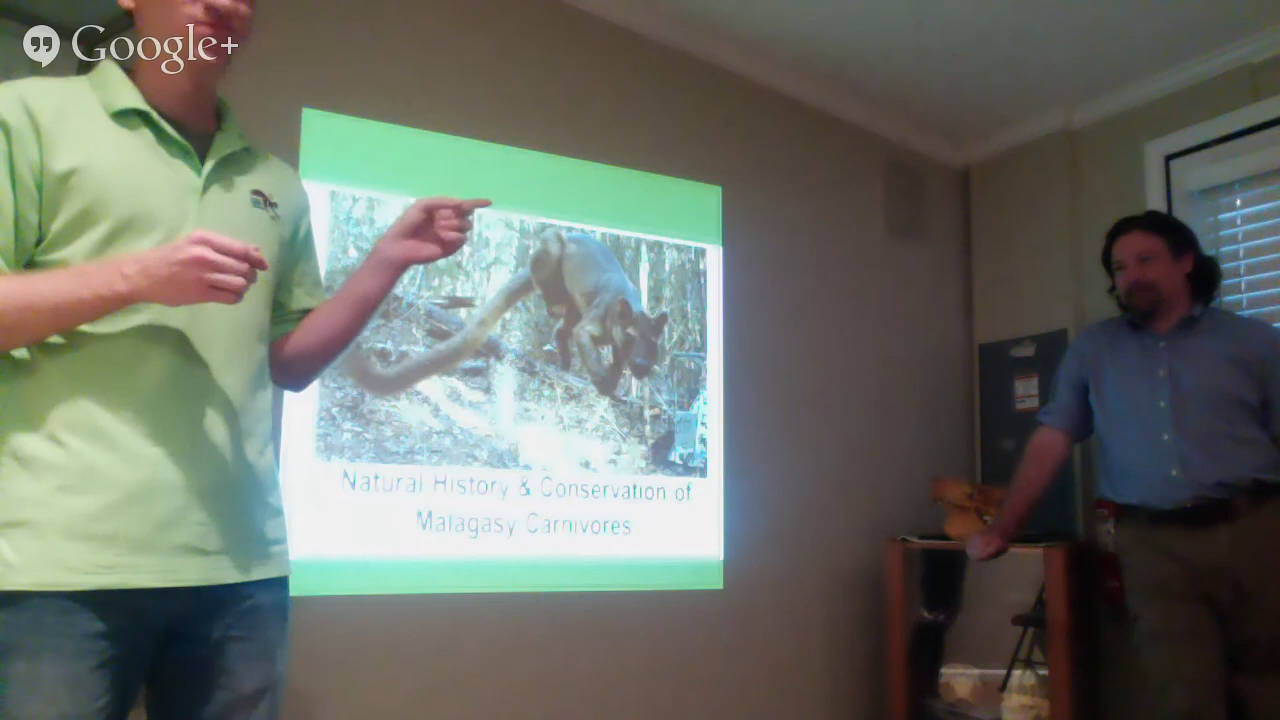 Google+
Natural History & Conservation of
Malagasy Carnivores